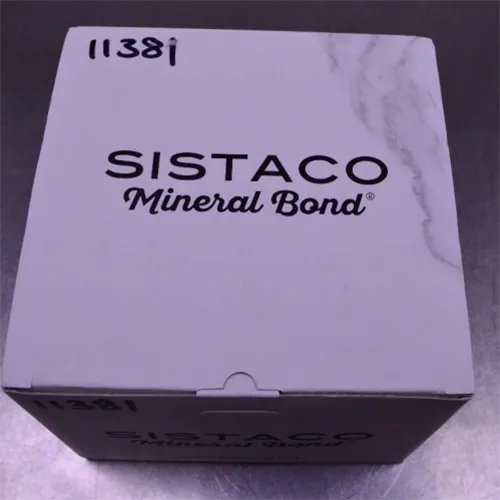 11381
SISTACO
Mineral Bond®
11381
SISTACO
Mineral Bond